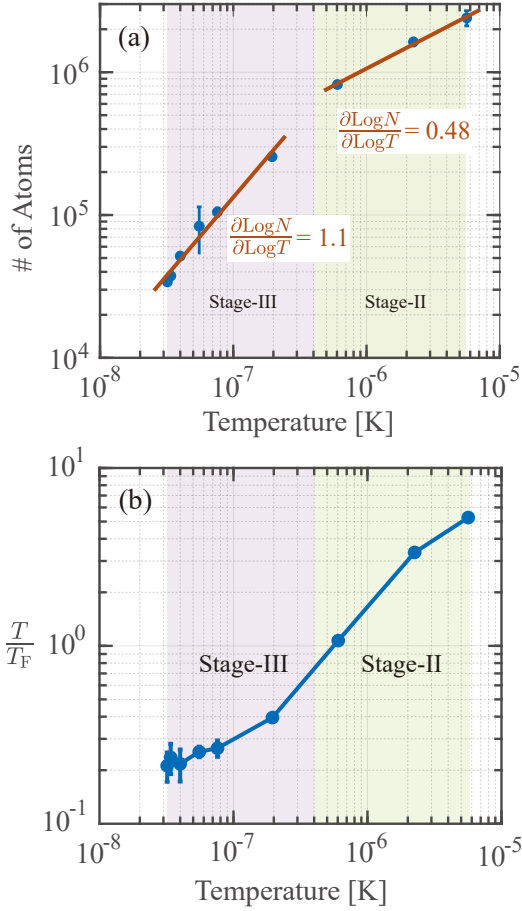 (a)
10^6
10^5
10^4
# of Atoms
∂LogN/∂LogT = 0.48
∂LogN/∂LogT = 1.1
Stage-III Stage-II
10^-8 10^-7 10^-6 10^-5
Temperature [K]
(b)
10^1
10^0
10^-1
T/T_F
Stage-III Stage-II
10^-8 10^-7 10^-6 10^-5
Temperature [K]